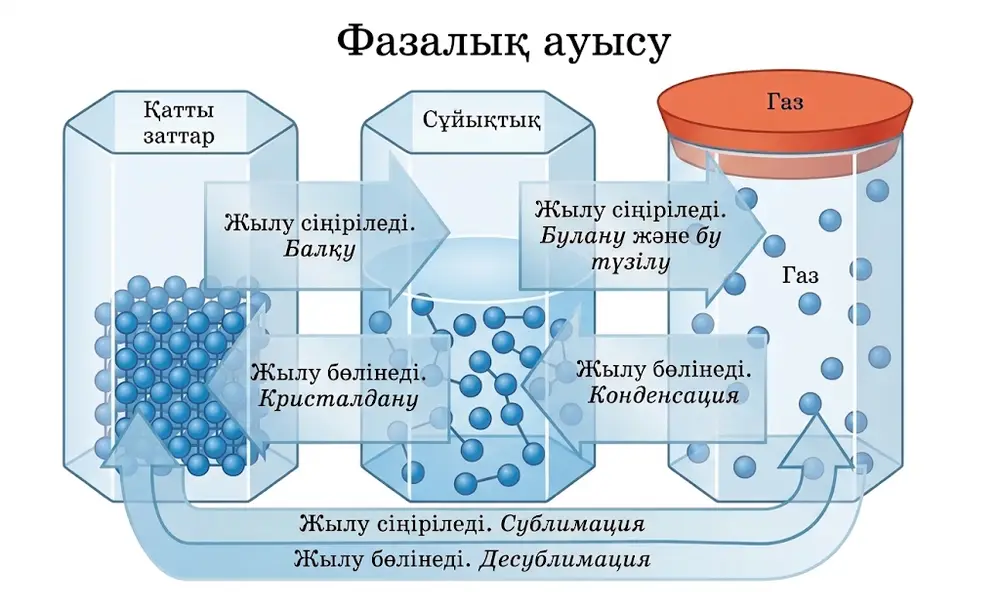 Фазалық ауысу
Қатты
заттар
Сұйықтық
Газ
Жылу сіңіріледі.
Балқу
Жылу сіңіріледі.
Булану және бу
түзілу
Газ
Жылу бөлінеді.
Кристалдану
Жылу бөлінеді.
Конденсация
Жылу сіңіріледі. Сублимация
Жылу бөлінеді. Десублимация